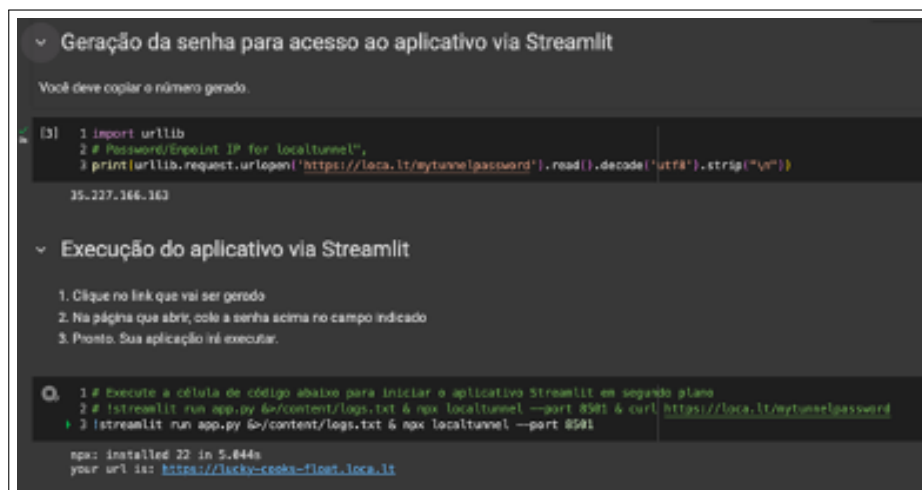 Geração da senha para acesso ao aplicativo via Streamlit
Você deve copiar o número gerado.
[3] 1 import urllib
2 # Password/Enpoint IP for localtunnel",
3 print(urllib.request.urlopen('https://loca.lt/mytunnelpassword').read().decode('utf8').strip("\n"))
35.227.166.163
Execução do aplicativo via Streamlit
1. Clique no link que vai ser gerado
2. Na página que abrir, cole a senha acima no campo indicado
3. Pronto. Sua aplicação irá executar.
1 # Execute a célula de código abaixo para iniciar o aplicativo Streamlit em segundo plano
2 # !streamlit run app.py &>/content/logs.txt & npx localtunnel --port 8501 & curl https://loca.lt/mytunnelpassword
3 !streamlit run app.py &>/content/logs.txt & npx localtunnel --port 8501
npx: installed 22 in 5.044s
your url is: https://lucky-cooks-float.loca.lt